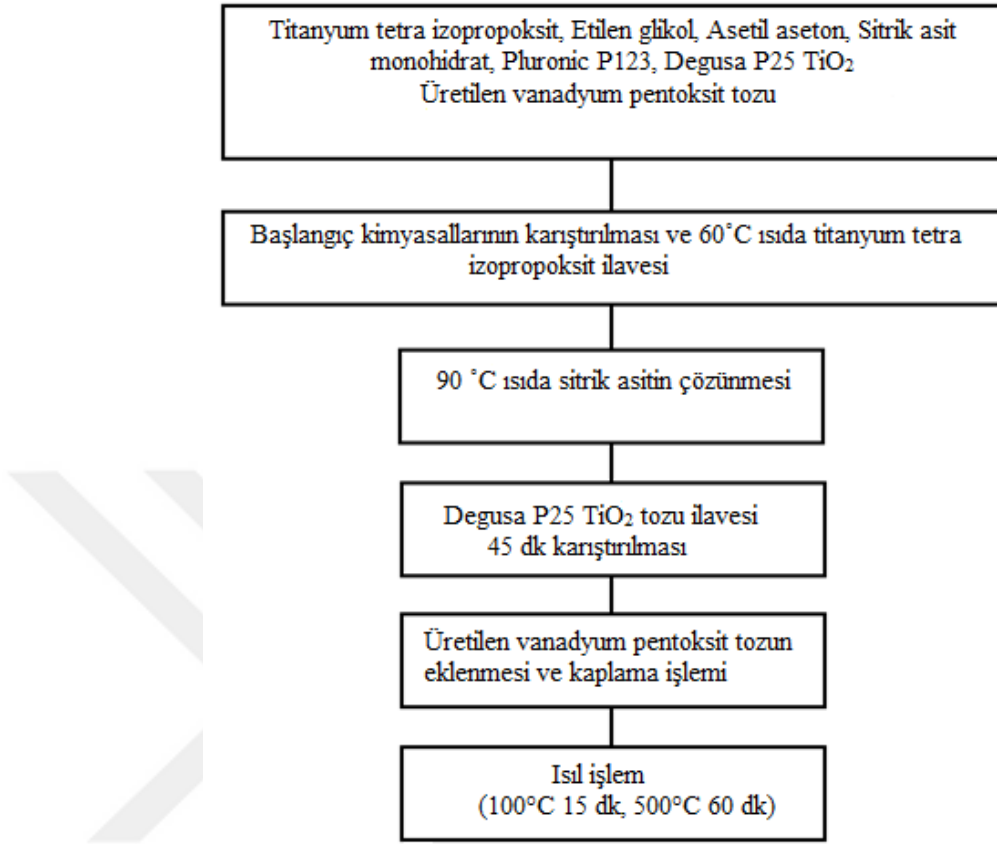 Titanyum tetra izopropoksit, Etilen glikol, Asetil aseton, Sitrik asit
monohidrat, Pluronic P123, Degusa P25 TiO₂
Üretilen vanadyum pentoksit tozu
Başlangıç kimyasallarının karıştırılması ve 60˚C ısıda titanyum tetra
izopropoksit ilavesi
90 ˚C ısıda sitrik asitin çözünmesi
Degusa P25 TiO₂ tozu ilavesi
45 dk karıştırılması
Üretilen vanadyum pentoksit tozun
eklenmesi ve kaplama işlemi
Isıl işlem
(100°C 15 dk, 500°C 60 dk)